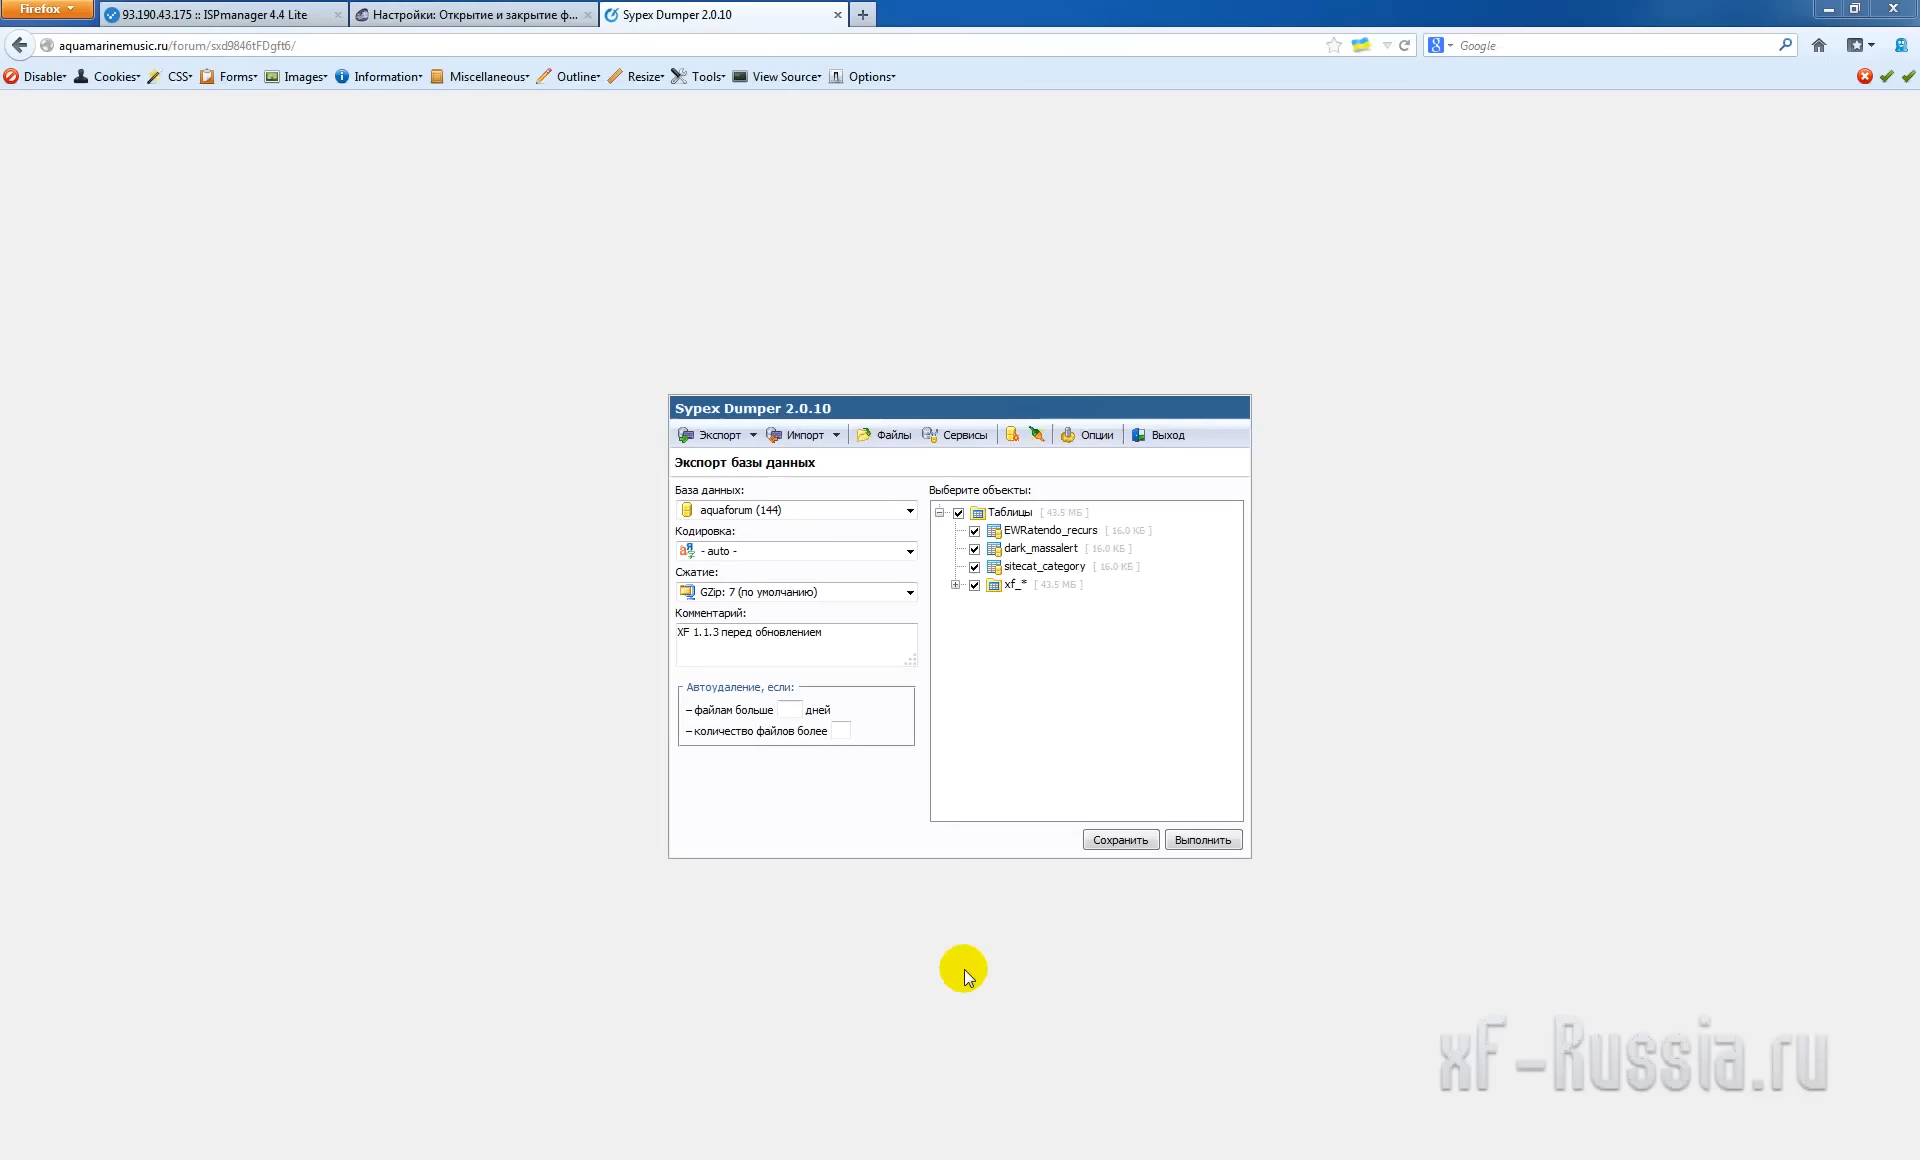 Firefox
93.190.43.175 :: ISPmanager 4.4 Lite
Настройки: Открытие и закрытие ф...
Sypex Dumper 2.0.10
aquamarinemusic.ru/forum/sxd9846tFDgft6/
Google
Disable
Cookies
CSS
Forms
Images
Information
Miscellaneous
Outline
Resize
Tools
View Source
Options
Sypex Dumper 2.0.10
Экспорт
Импорт
Файлы
Сервисы
Опции
Выход
Экспорт базы данных
База данных:
aquaforum (144)
Кодировка:
- auto -
Сжатие:
GZip: 7 (по умолчанию)
Комментарий:
XF 1.1.3 перед обновлением
Автоудаление, если:
– файлам больше дней
– количество файлов более
Выберите объекты:
Таблицы [ 43.5 МБ ]
EWRatendo_recurs [ 16.0 КБ ]
dark_massalert [ 16.0 КБ ]
sitecat_category [ 16.0 КБ ]
xf_* [ 43.5 МБ ]
Сохранить
Выполнить
xF-Russia.ru